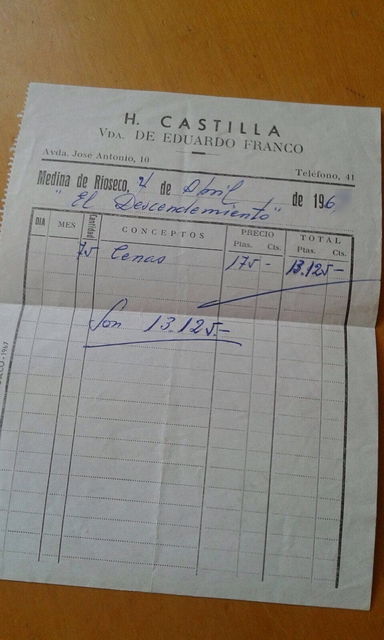 H. CASTILLA
VDA. DE EDUARDO FRANCO
Avda. José Antonio, 10 Teléfono, 41
Medina de Rioseco, 7 de Abril de 196
"El Descendimiento"
DIA MES Cantidad CONCEPTOS PRECIO TOTAL
Ptas. Cts. Ptas. Cts.
75 Cenas 175 - 13.125 -
Son 13.125.-